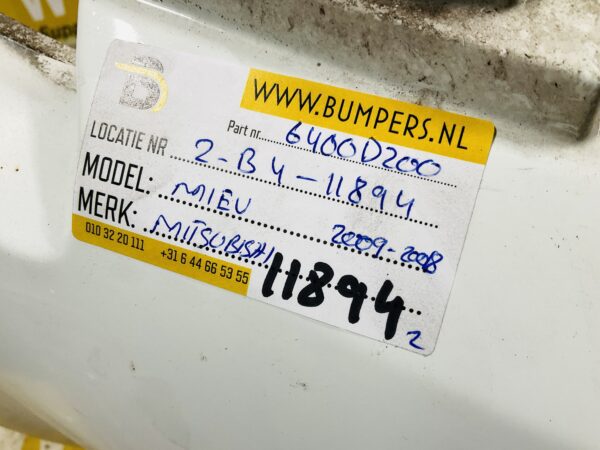 B
WWW.BUMPERS.NL
Part nr. 6400D200
LOCATIE NR 2-B4-11894
MODEL: MIEV 2009-2018
MERK: MITSUBISHI
010 32 20 111 +31 6 44 66 53 55
11894
2